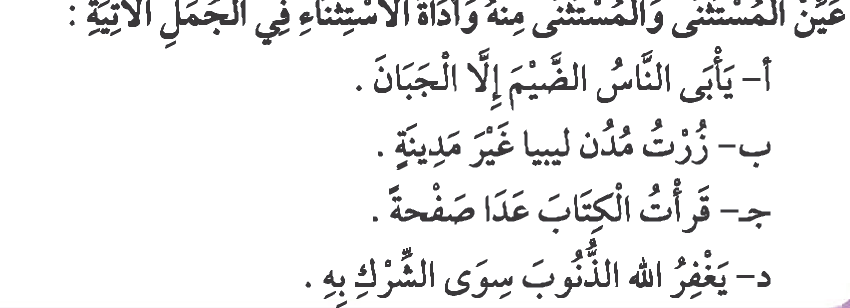 عَيِّنْ الْمُسْتَثْنَى وَالْمُسْتَثْنَى مِنْهُ وَأَدَاةَ الْاسْتِثْنَاءِ فِي الْجُمَلِ الْآتِيَةِ :
أ– يَأْبَى النَّاسُ الضَّيْمَ إِلَّا الْجَبَانَ .
ب– زُرْتُ مُدُن ليبيا غَيْرَ مَدِينَةٍ .
جـ– قَرأْتُ الْكِتَابَ عَدَا صَفْحةً .
د– يَغْفِرُ الله الذُّنُوبَ سِوَى الشِّرْكِ بِهِ .